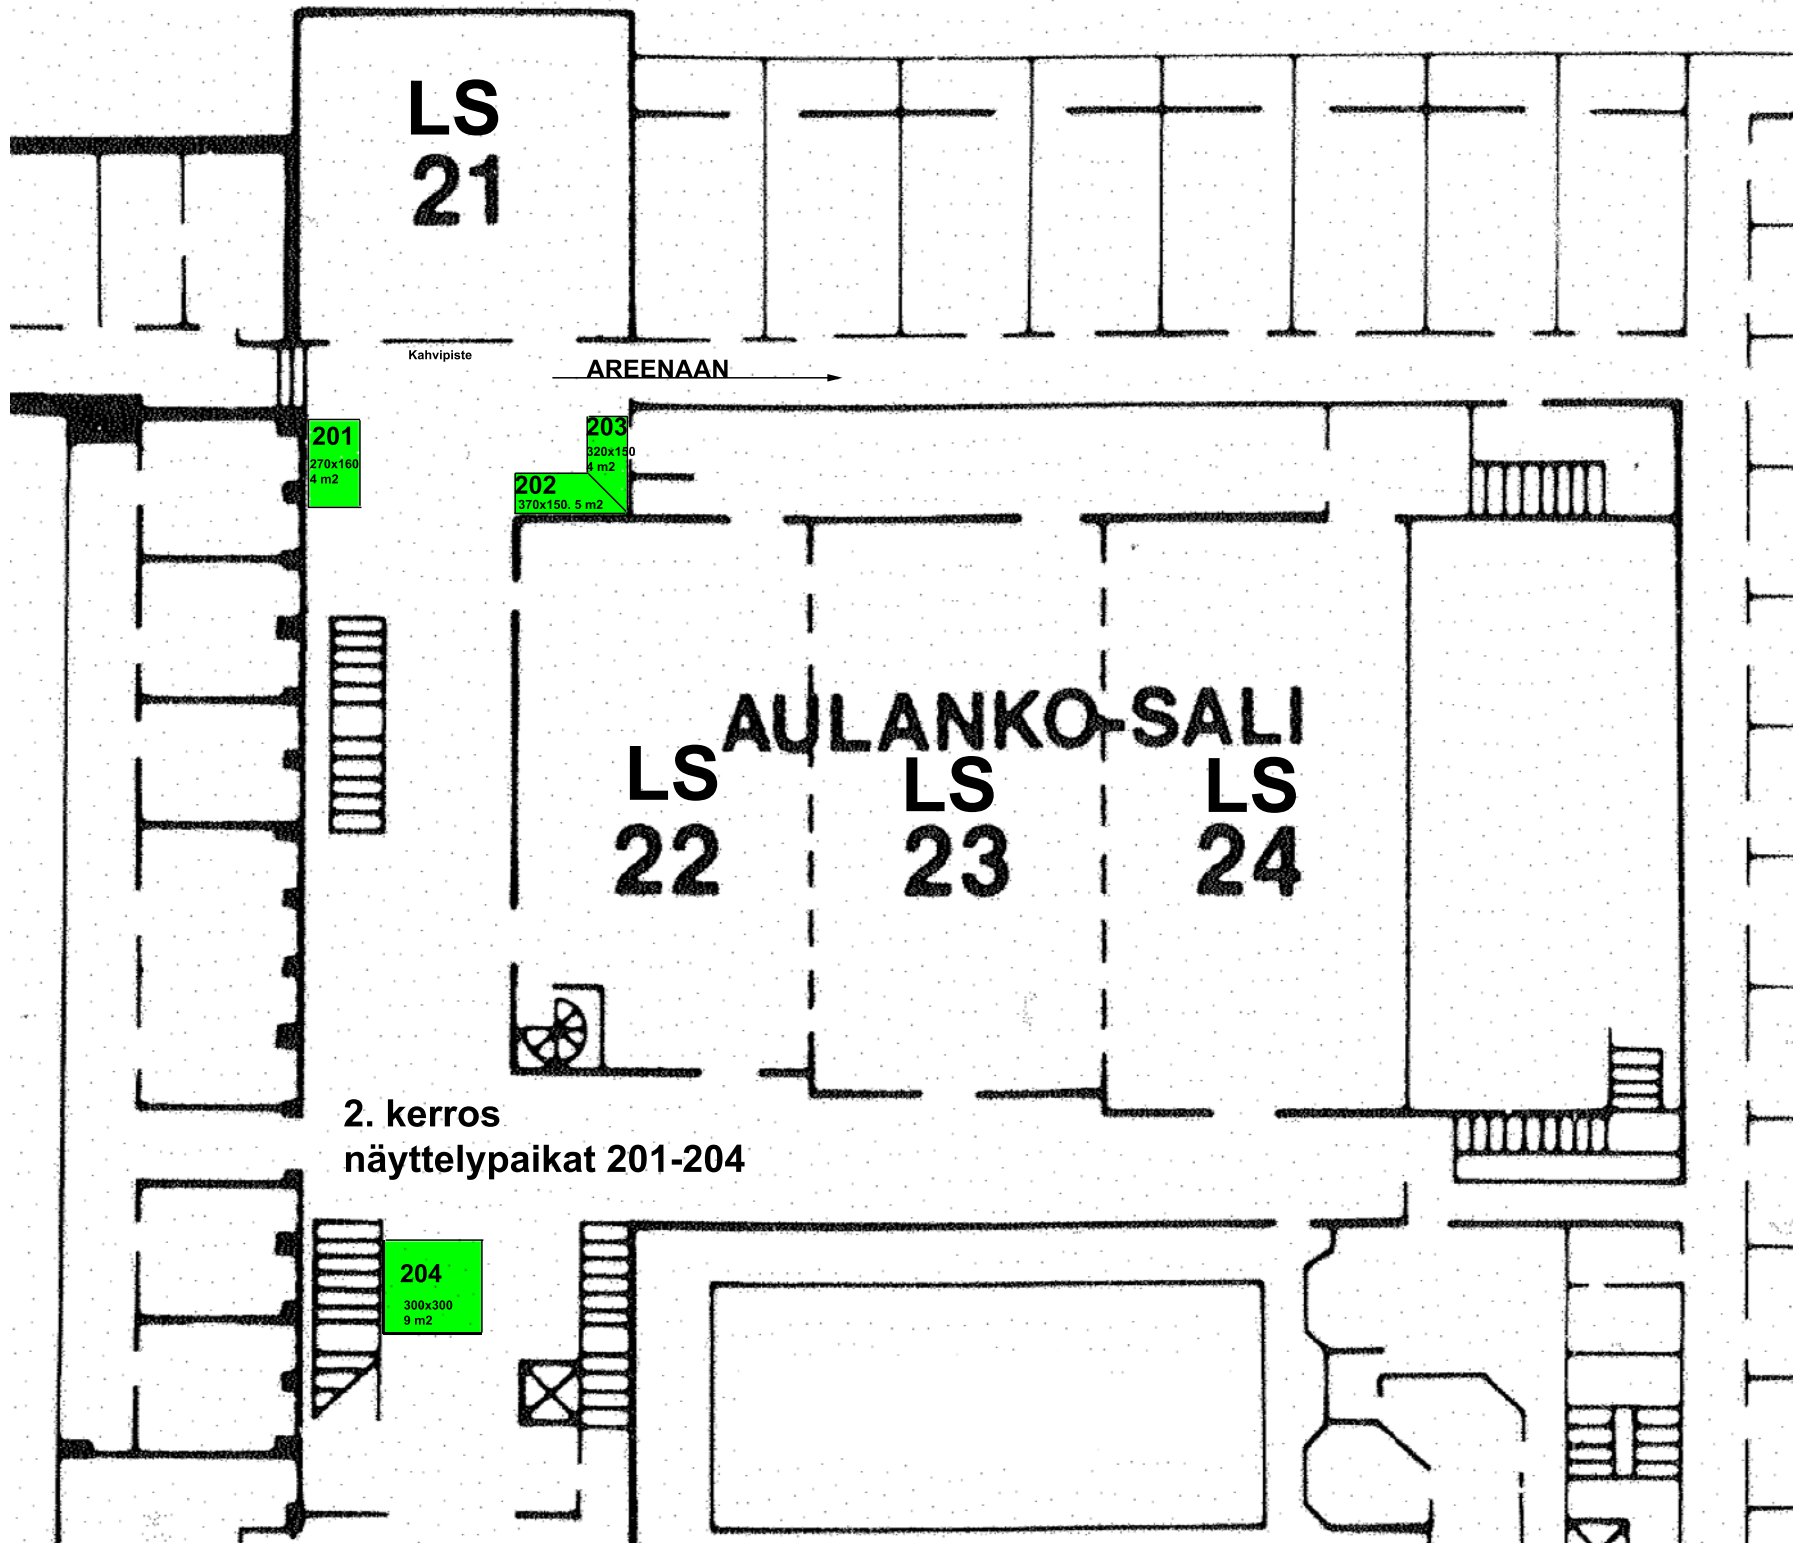 LS
21
Kahvipiste
AREENAAN
201
270x160
4 m2
203
320x150
4 m2
202
370x150. 5 m2
AULANKO-SALI
LS
22
LS
23
LS
24
2. kerros
näyttelypaikat 201-204
204
300x300
9 m2